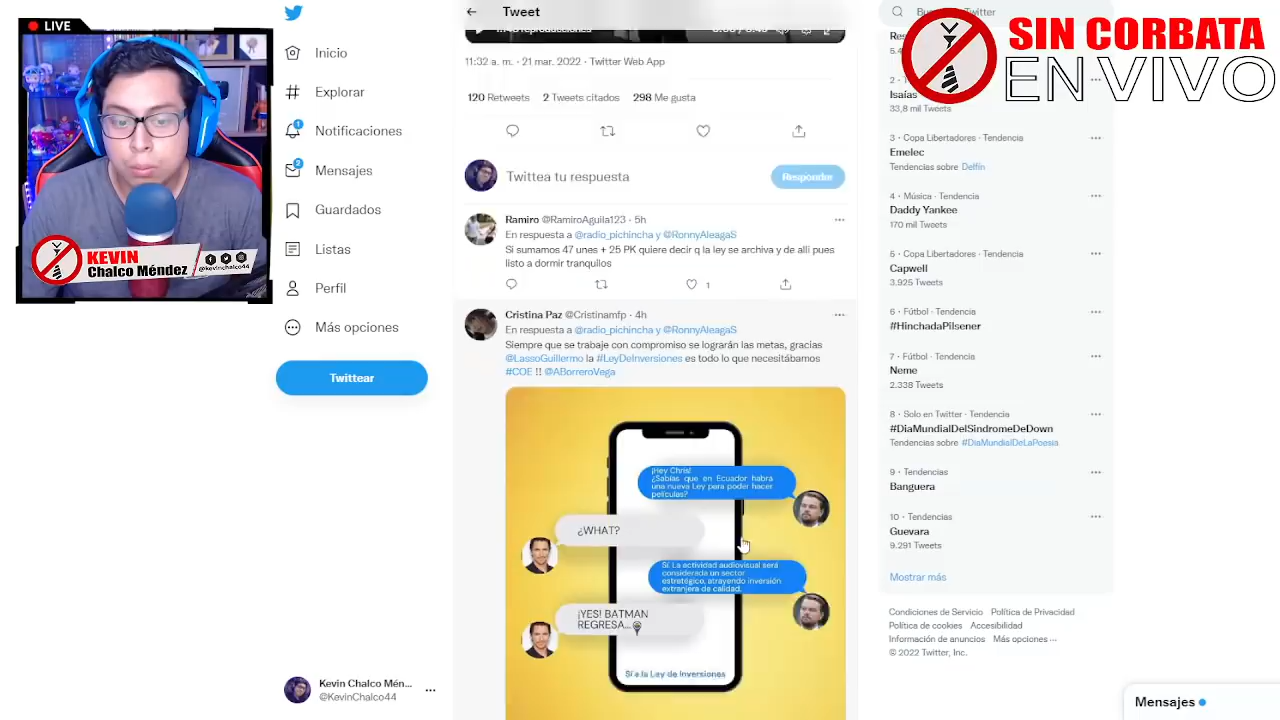 LIVE
KEVIN
Chalco Méndez
@kevinchalco44
Inicio
Explorar
1
Notificaciones
2
Mensajes
Guardados
Listas
Perfil
Más opciones
Twittear
Kevin Chalco Mén...
@KevinChalco44
Tweet
11:32 a. m. · 21 mar. 2022 · Twitter Web App
120 Retweets 2 Tweets citados 298 Me gusta
Twittea tu respuesta
Responder
Ramiro @RamiroAguila123 · 5h
En respuesta a @radio_pichincha y @RonnyAleagaS
Si sumamos 47 unes + 25 PK quiere decir q la ley se archiva y de alli pues
listo a dormir tranquilos
1
Cristina Paz @Cristinamfp · 4h
En respuesta a @radio_pichincha y @RonnyAleagaS
Siempre que se trabaje con compromiso se lograrán las metas, gracias
@LassoGuillermo la #LeyDeInversiones es todo lo que necesitábamos
#COE !! @ABorreroVega
¡Hey Chris!
¿Sabías que en Ecuador habrá
una nueva Ley para poder hacer
películas?
¿WHAT?
Sí. La actividad audiovisual será
considerada un sector
estratégico, atrayendo inversión
extranjera de calidad.
¡YES! BATMAN
REGRESA...
Sí a la Ley de Inversiones
SIN CORBATA
EN VIVO
Isaías
33,8 mil Tweets
3 · Copa Libertadores · Tendencia
Emelec
Tendencias sobre Delfín
4 · Música · Tendencia
Daddy Yankee
170 mil Tweets
5 · Copa Libertadores · Tendencia
Capwell
3.925 Tweets
6 · Fútbol · Tendencia
#HinchadaPilsener
7 · Fútbol · Tendencia
Neme
2.338 Tweets
8 · Solo en Twitter · Tendencia
#DiaMundialDelSindromeDeDown
Tendencias sobre #DiaMundialDeLaPoesia
9 · Tendencias
Banguera
10 · Tendencias
Guevara
9.291 Tweets
Mostrar más
Condiciones de Servicio Política de Privacidad
Política de cookies Accesibilidad
Información de anuncios Más opciones ···
© 2022 Twitter, Inc.
Mensajes